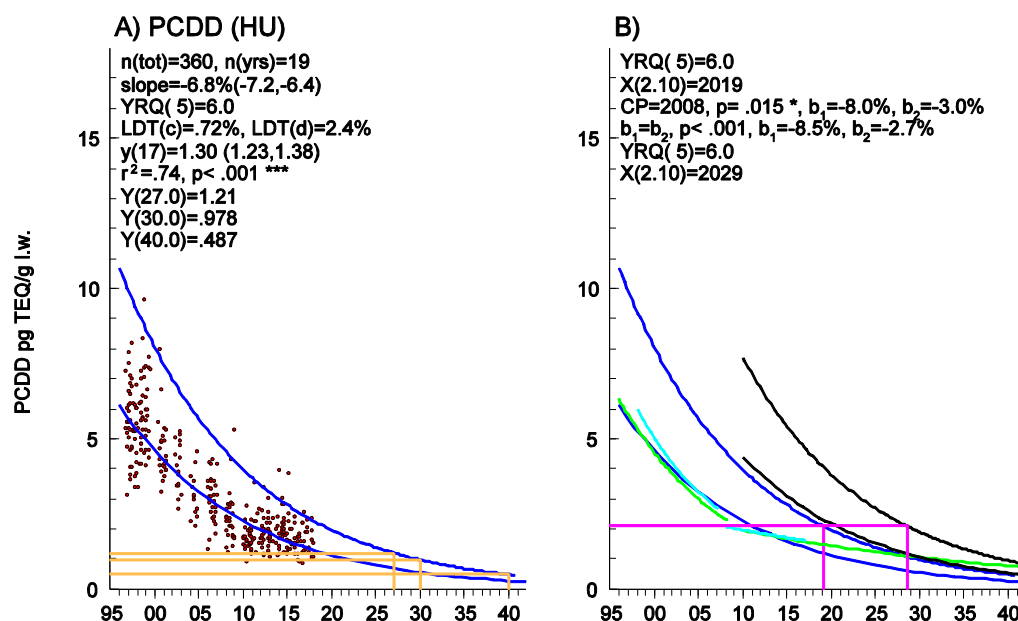 A) PCDD (HU)
n(tot)=360, n(yrs)=19
slope=-6.8%(-7.2,-6.4)
YRQ( 5)=6.0
LDT(c)=.72%, LDT(d)=2.4%
y(17)=1.30 (1.23,1.38)
r²=.74, p< .001 ***
Y(27.0)=1.21
Y(30.0)=.978
Y(40.0)=.487
PCDD pg TEQ/g l.w.
15
10
5
0
95 00 05 10 15 20 25 30 35 40
B)
YRQ( 5)=6.0
X(2.10)=2019
CP=2008, p= .015 *, b₁=-8.0%, b₂=-3.0%
b₁=b₂, p< .001, b₁=-8.5%, b₂=-2.7%
YRQ( 5)=6.0
X(2.10)=2029
15
10
5
0
95 00 05 10 15 20 25 30 35 40